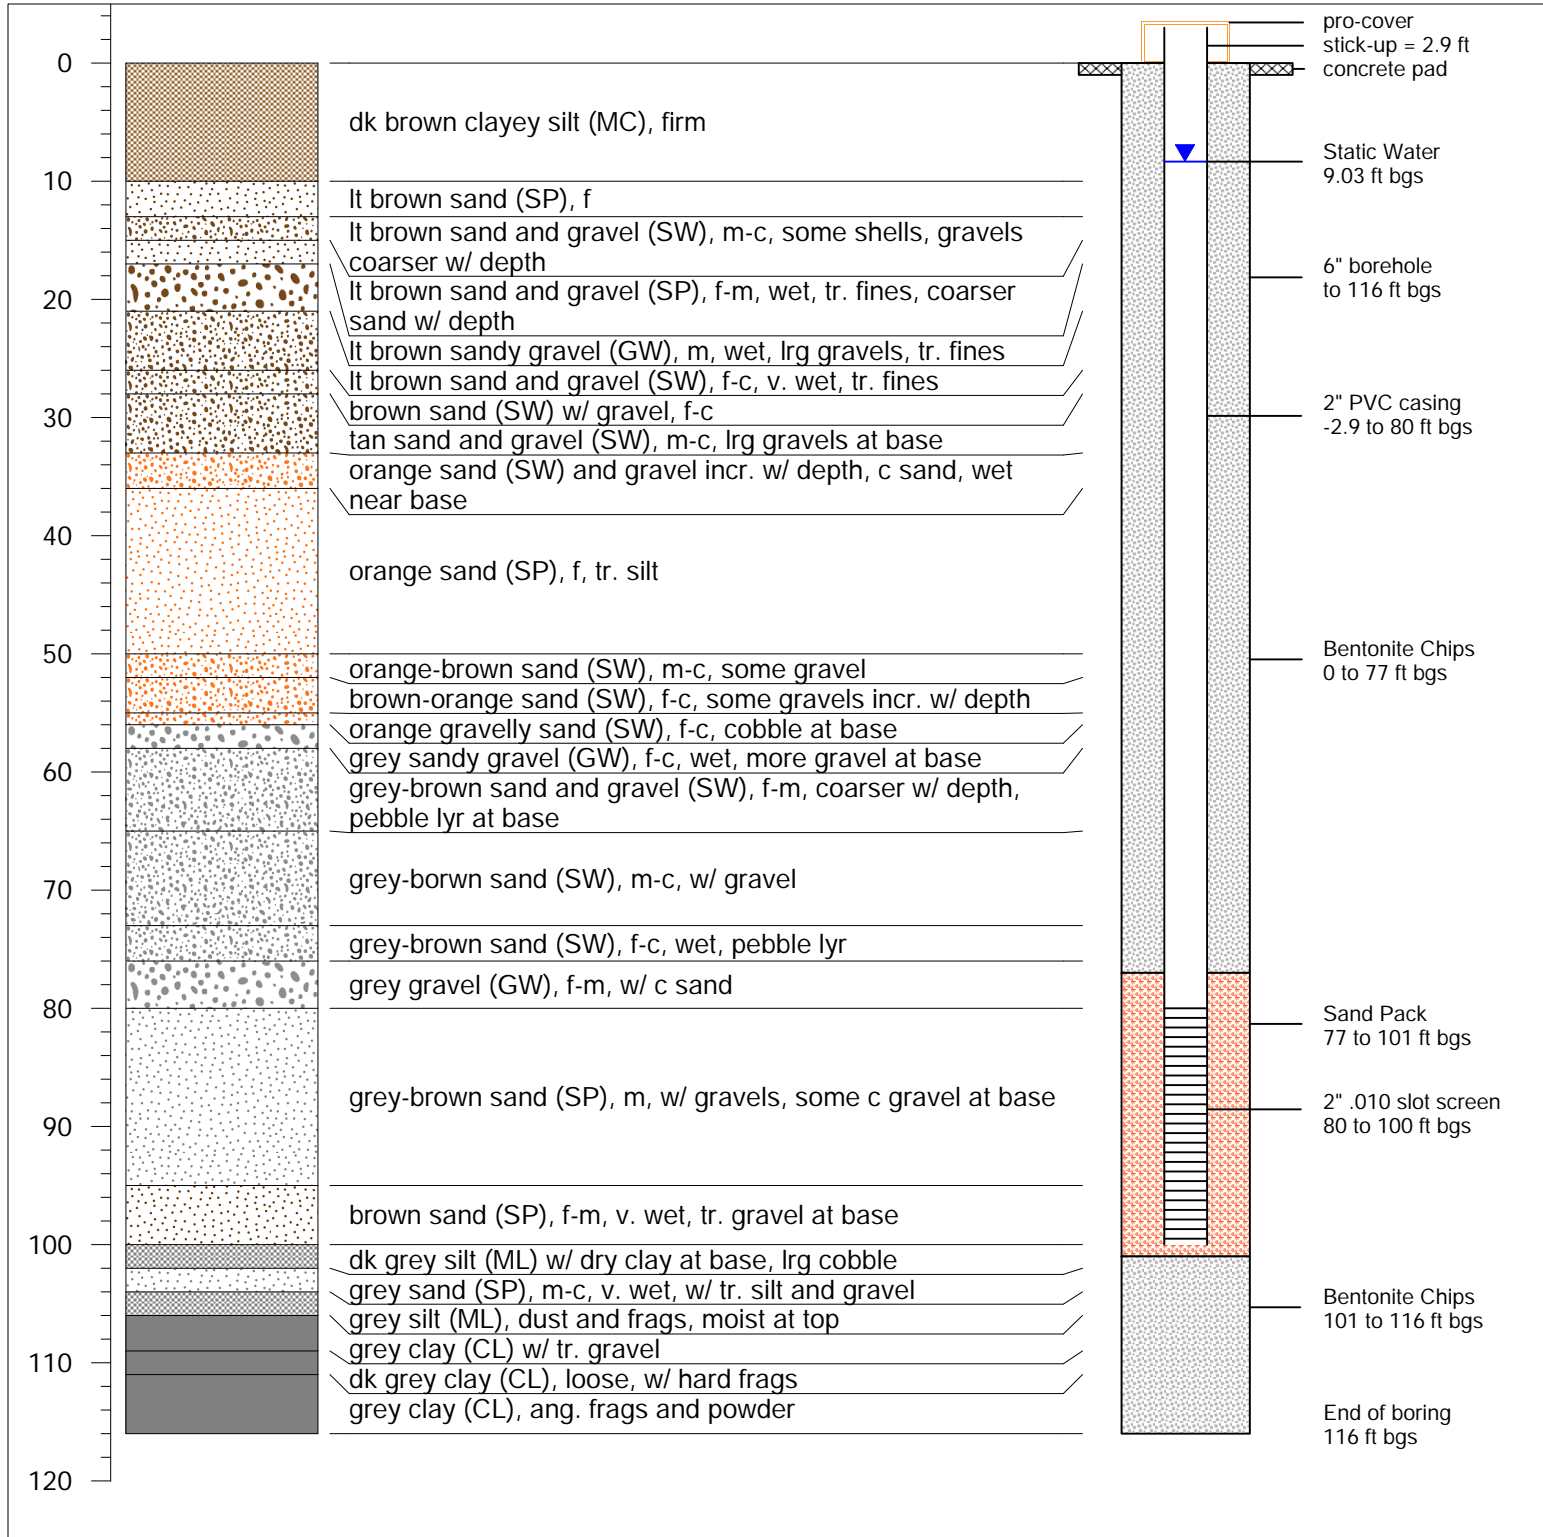 0
10
20
30
40
50
60
70
80
90
100
110
120
dk brown clayey silt (MC), firm
lt brown sand (SP), f
lt brown sand and gravel (SW), m-c, some shells, gravels
coarser w/ depth
lt brown sand and gravel (SP), f-m, wet, tr. fines, coarser
sand w/ depth
lt brown sandy gravel (GW), m, wet, lrg gravels, tr. fines
lt brown sand and gravel (SW), f-c, v. wet, tr. fines
brown sand (SW) w/ gravel, f-c
tan sand and gravel (SW), m-c, lrg gravels at base
orange sand (SW) and gravel incr. w/ depth, c sand, wet
near base
orange sand (SP), f, tr. silt
orange-brown sand (SW), m-c, some gravel
brown-orange sand (SW), f-c, some gravels incr. w/ depth
orange gravelly sand (SW), f-c, cobble at base
grey sandy gravel (GW), f-c, wet, more gravel at base
grey-brown sand and gravel (SW), f-m, coarser w/ depth,
pebble lyr at base
grey-borwn sand (SW), m-c, w/ gravel
grey-brown sand (SW), f-c, wet, pebble lyr
grey gravel (GW), f-m, w/ c sand
grey-brown sand (SP), m, w/ gravels, some c gravel at base
brown sand (SP), f-m, v. wet, tr. gravel at base
dk grey silt (ML) w/ dry clay at base, lrg cobble
grey sand (SP), m-c, v. wet, w/ tr. silt and gravel
grey silt (ML), dust and frags, moist at top
grey clay (CL) w/ tr. gravel
dk grey clay (CL), loose, w/ hard frags
grey clay (CL), ang. frags and powder
pro-cover
stick-up = 2.9 ft
concrete pad
Static Water
9.03 ft bgs
6" borehole
to 116 ft bgs
2" PVC casing
-2.9 to 80 ft bgs
Bentonite Chips
0 to 77 ft bgs
Sand Pack
77 to 101 ft bgs
2" .010 slot screen
80 to 100 ft bgs
Bentonite Chips
101 to 116 ft bgs
End of boring
116 ft bgs